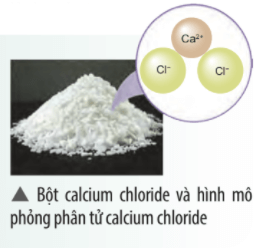 Ca²⁺
Cl⁻
Cl⁻
▲ Bột calcium chloride và hình mô
phỏng phân tử calcium chloride